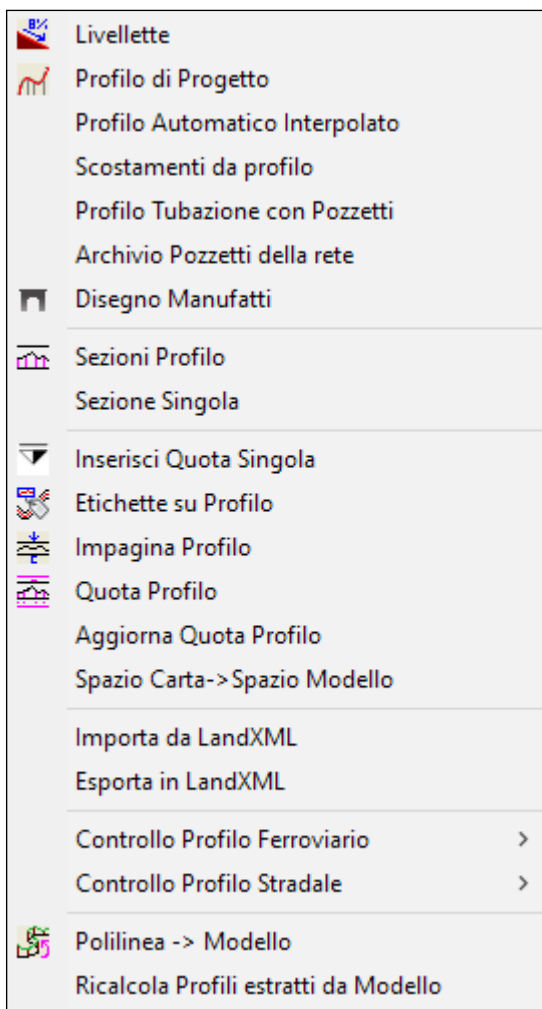 Livellette
Profilo di Progetto
Profilo Automatico Interpolato
Scostamenti da profilo
Profilo Tubazione con Pozzetti
Archivio Pozzetti della rete
Disegno Manufatti
Sezioni Profilo
Sezione Singola
Inserisci Quota Singola
Etichette su Profilo
Impagina Profilo
Quota Profilo
Aggiorna Quota Profilo
Spazio Carta->Spazio Modello
Importa da LandXML
Esporta in LandXML
Controllo Profilo Ferroviario
Controllo Profilo Stradale
Polilinea -> Modello
Ricalcola Profili estratti da Modello